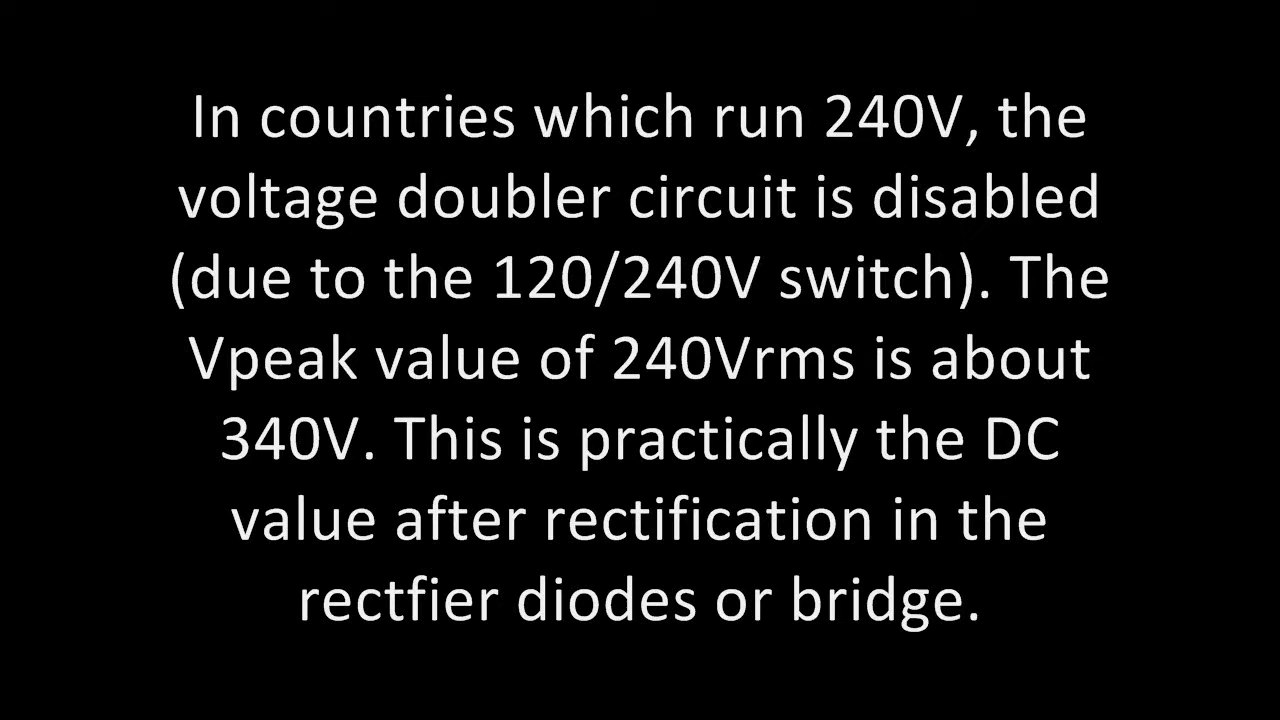 In countries which run 240V, the
voltage doubler circuit is disabled
(due to the 120/240V switch). The
Vpeak value of 240Vrms is about
340V. This is practically the DC
value after rectification in the
rectfier diodes or bridge.